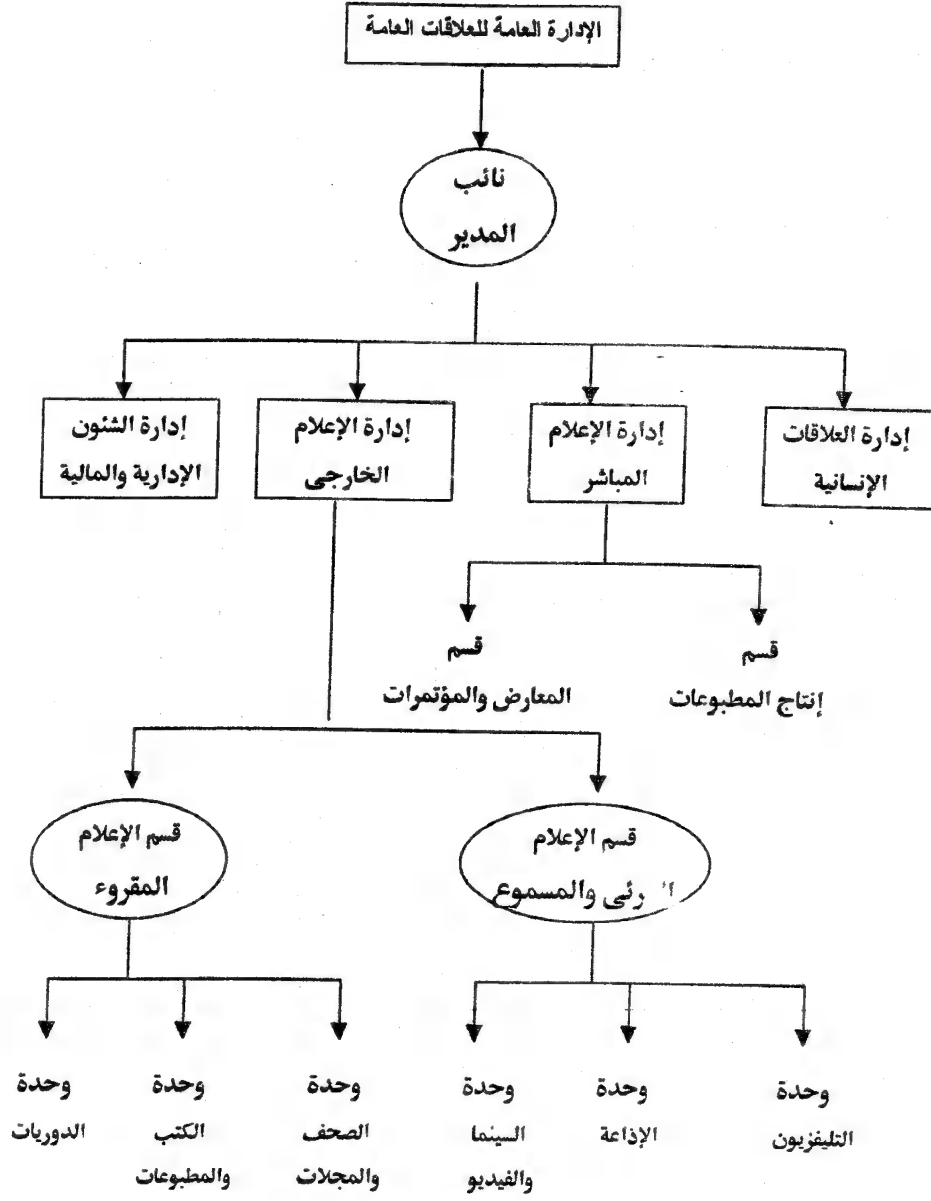 الإدارة العامة للعلاقات العامة
نائب
المدير
إدارة العلاقات
الإنسانية
إدارة الإعلام
المباشر
إدارة الإعلام
الخارجى
إدارة الشئون
الإدارية والمالية
قسم
إنتاج المطبوعات
قسم
المعارض والمؤتمرات
قسم الإعلام
والمسموع
قسم الإعلام
المقروء
وحدة
التليفزيون
وحدة
الإذاعة
وحدة
السينما
والفيديو
وحدة
الصحف
والمجلات
وحدة
الكتب
والمطبوعات
وحدة
الدوريات